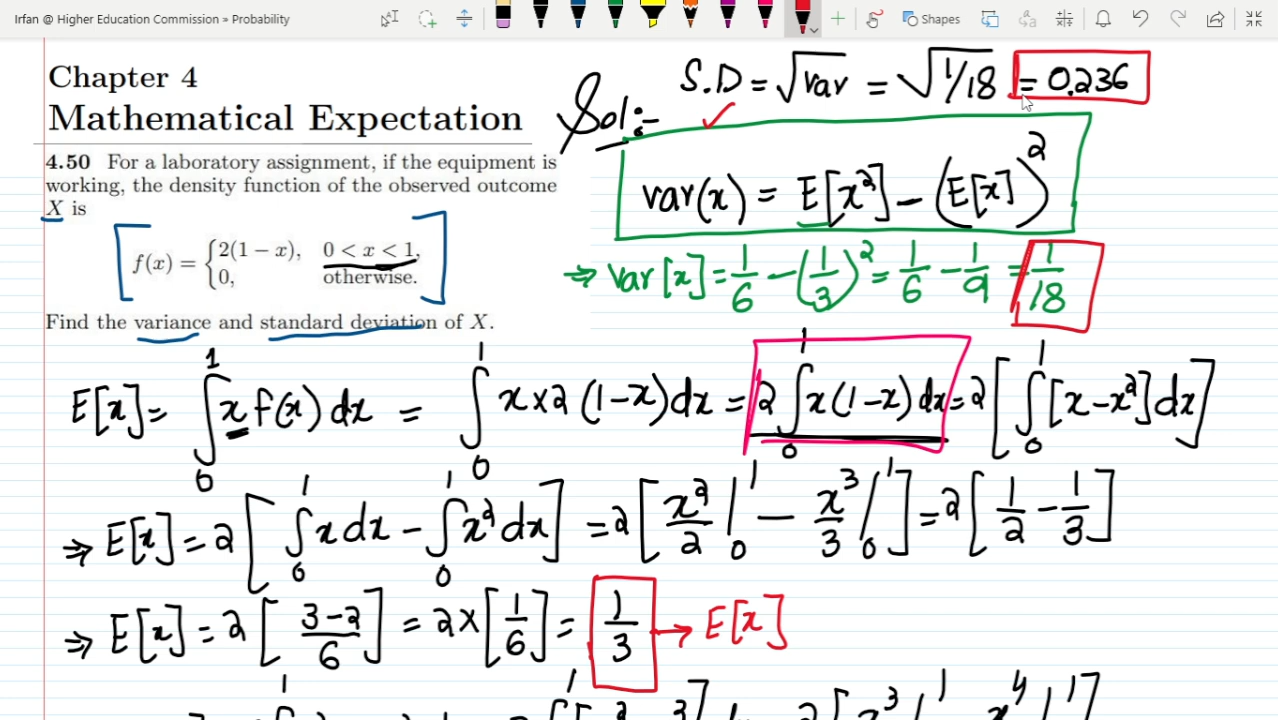 Irfan @ Higher Education Commission » Probability
Shapes
Chapter 4
Mathematical Expectation
4.50 For a laboratory assignment, if the equipment is
working, the density function of the observed outcome
X is
f(x) = {2(1 − x), 0 < x < 1,
0, otherwise.
Find the variance and standard deviation of X.
Sol:-
S.D = √var = √1/18 = 0.236
var(x) = E[x²] − (E[x])²
⇒ var[x] = 1/6 − (1/3)² = 1/6 − 1/9 = 1/18
E[x] = ∫₀¹ x f(x) dx = ∫₀¹ x×2(1−x)dx = 2∫₀¹ x(1−x)dx = 2[∫₀¹ [x−x²]dx]
⇒ E[x] = 2[∫₀¹ x dx − ∫₀¹ x² dx] = 2[x²/2 |₀¹ − x³/3 |₀¹] = 2[1/2 − 1/3]
⇒ E[x] = 2[3−2/6] = 2×[1/6] = 1/3 → E[x]